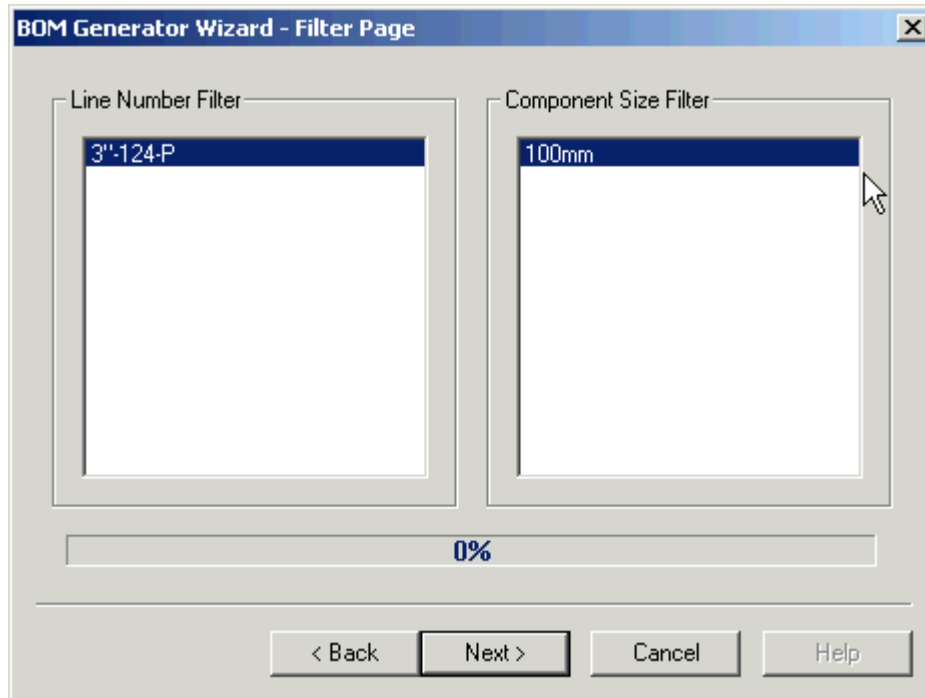 BOM Generator Wizard - Filter Page
Line Number Filter
Component Size Filter
3"-124-P
100mm
0%
< Back
Next >
Cancel
Help